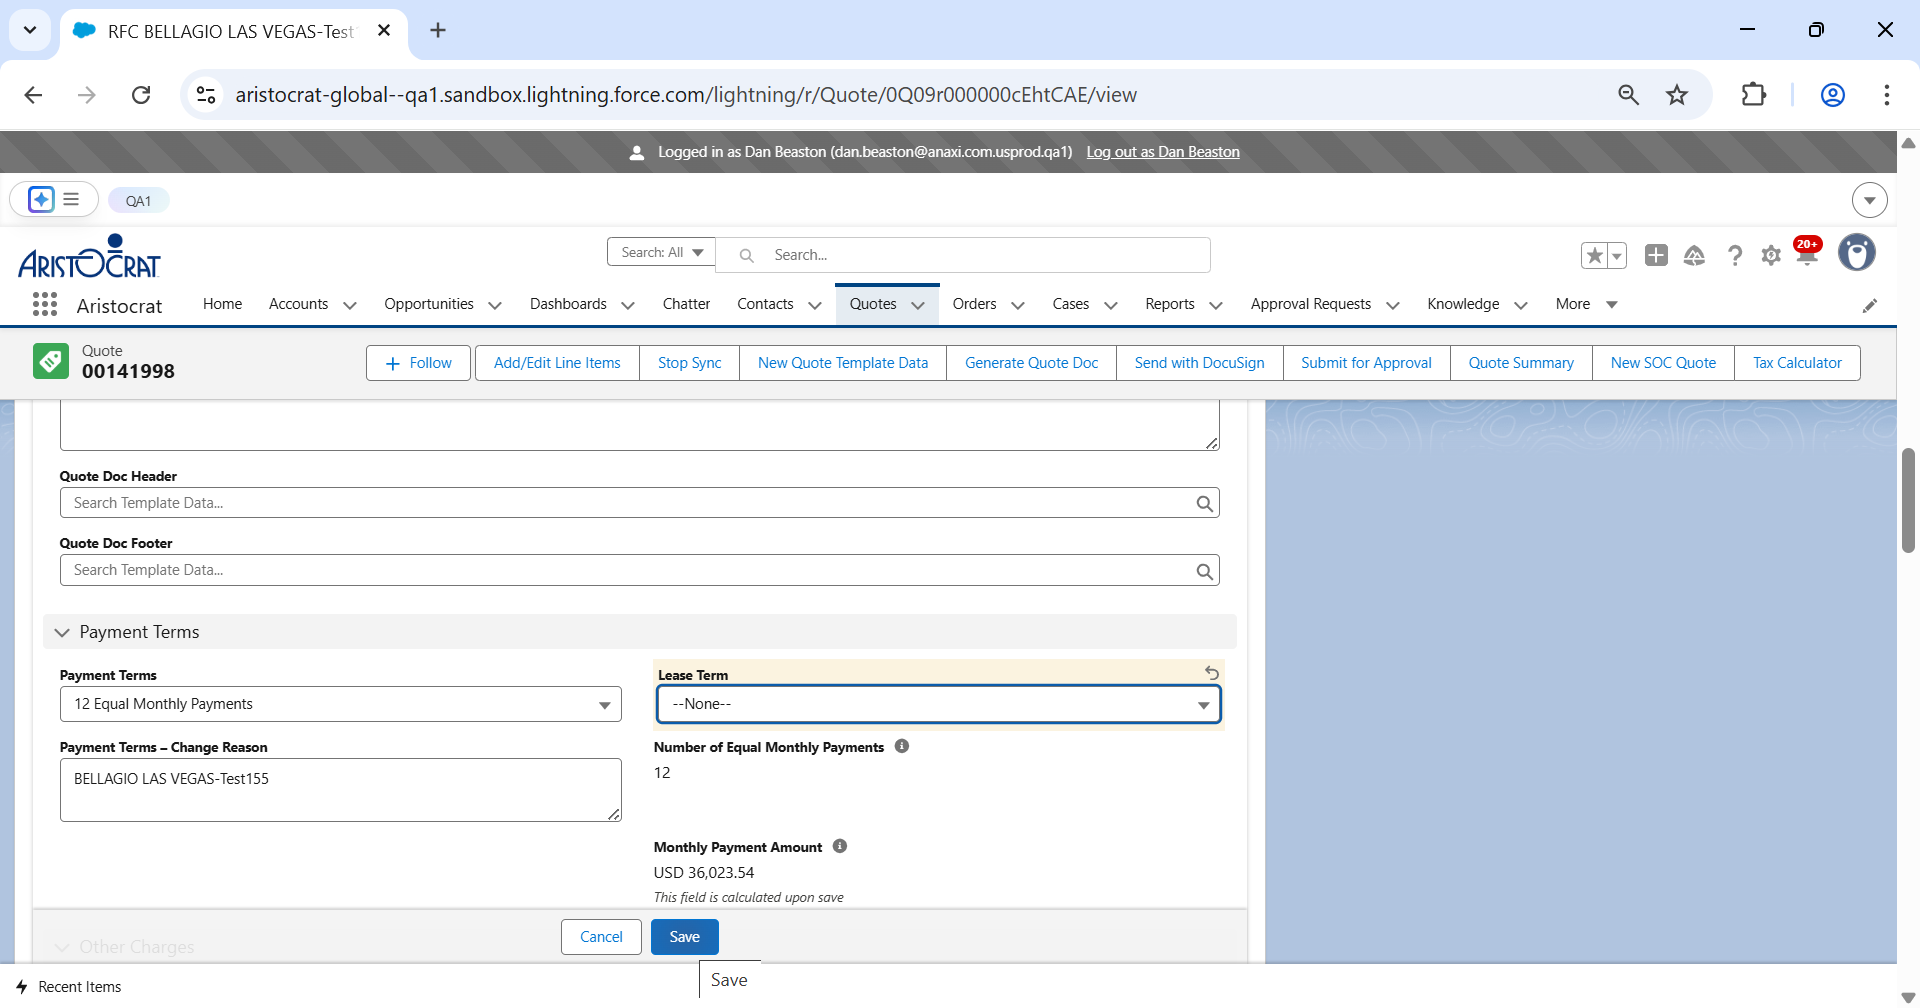 RFC BELLAGIO LAS VEGAS-Test
aristocrat-global--qa1.sandbox.lightning.force.com/lightning/r/Quote/0Q09r000000cEhtCAE/view
Logged in as Dan Beaston (dan.beaston@anaxi.com.usprod.qa1) Log out as Dan Beaston
QA1
ARISTOCRAT
Search: All
Search...
20+
Aristocrat
Home
Accounts
Opportunities
Dashboards
Chatter
Contacts
Quotes
Orders
Cases
Reports
Approval Requests
Knowledge
More
Quote
00141998
Follow
Add/Edit Line Items
Stop Sync
New Quote Template Data
Generate Quote Doc
Send with DocuSign
Submit for Approval
Quote Summary
New SOC Quote
Tax Calculator
Quote Doc Header
Search Template Data...
Quote Doc Footer
Search Template Data...
Payment Terms
Payment Terms
12 Equal Monthly Payments
Lease Term
--None--
Payment Terms – Change Reason
BELLAGIO LAS VEGAS-Test155
Number of Equal Monthly Payments
12
Monthly Payment Amount
USD 36,023.54
This field is calculated upon save
Other Charges
Cancel
Save
Save
Recent Items